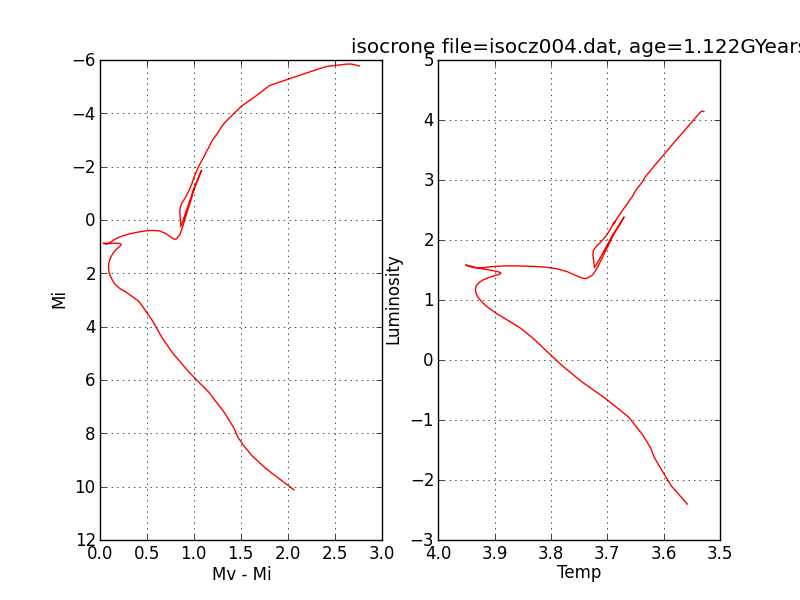 isocrone file=isocz004.dat, age=1.122GYears
−6
−4
−2
0
2
4
6
8
10
12
Mi
0.0 0.5 1.0 1.5 2.0 2.5 3.0
Mv - Mi
5
4
3
2
1
0
−1
−2
−3
Luminosity
4.0 3.9 3.8 3.7 3.6 3.5
Temp